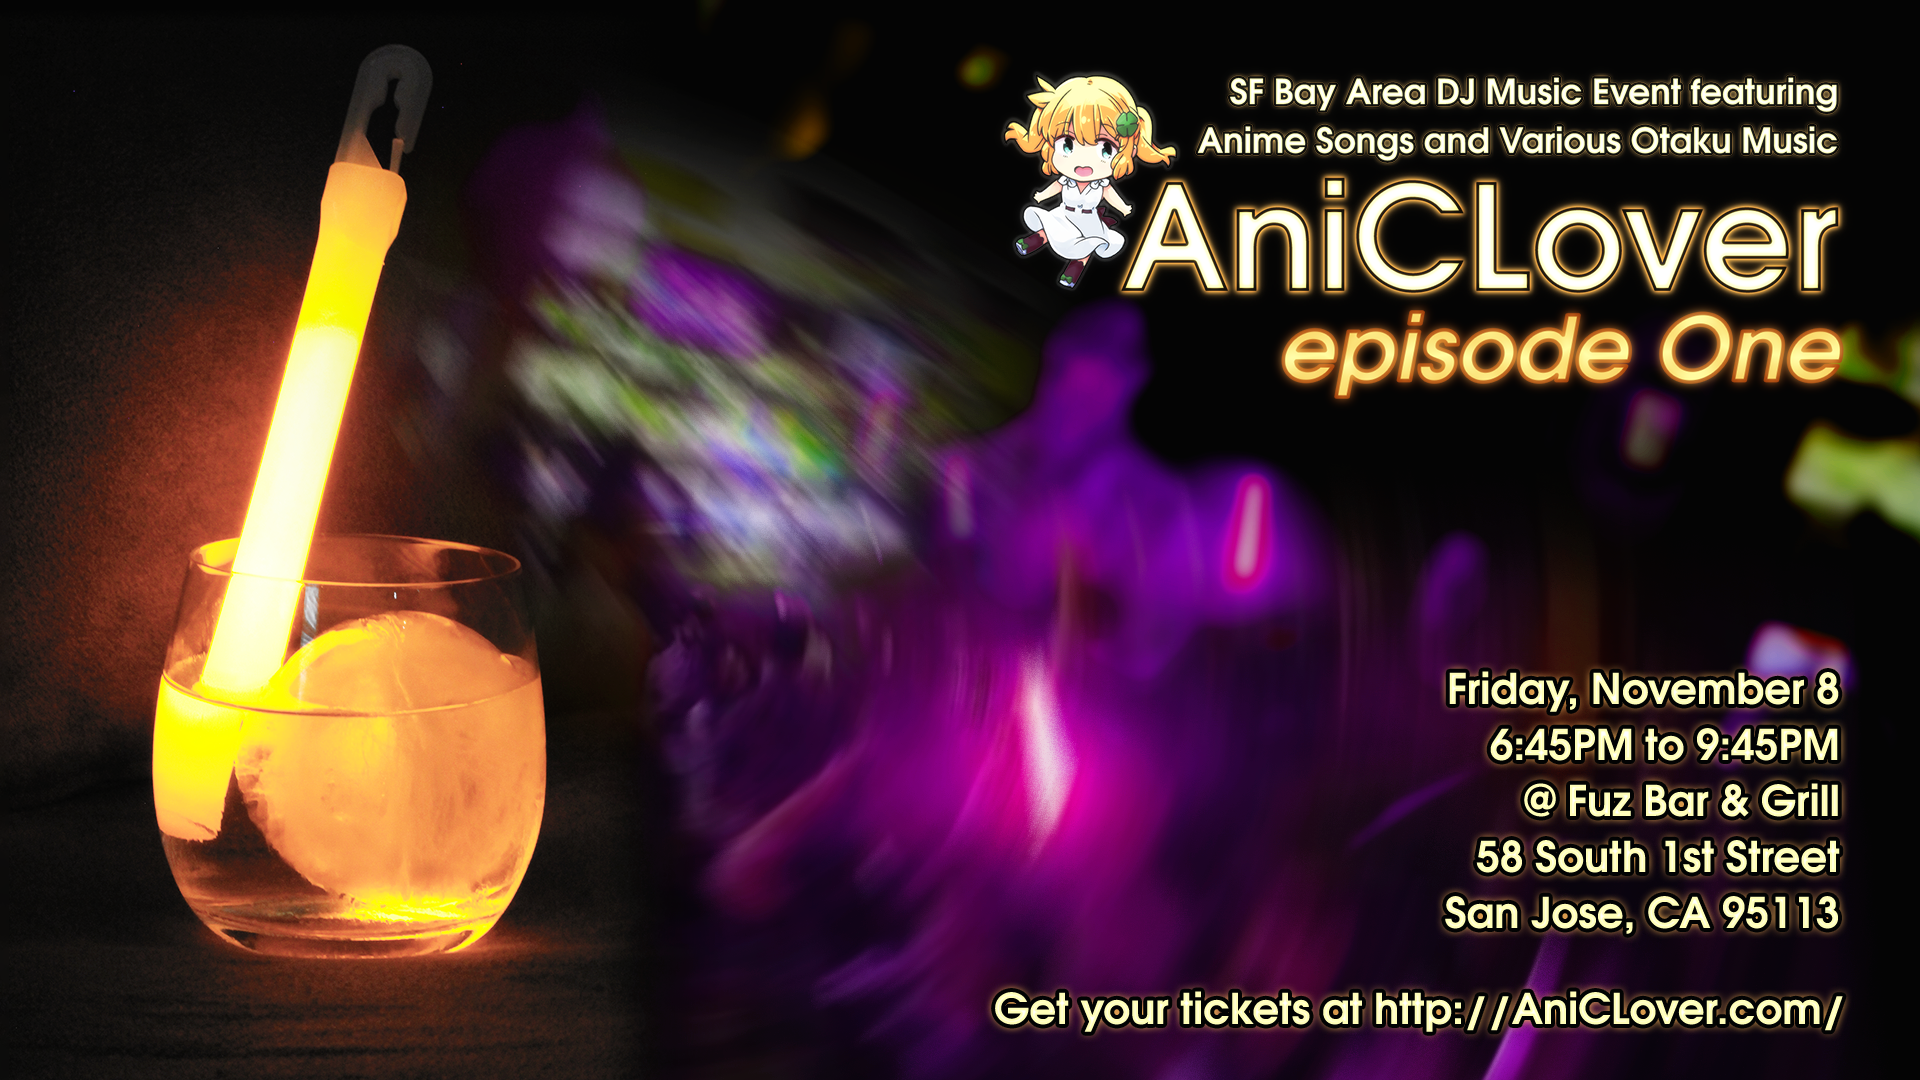 SF Bay Area DJ Music Event featuring
Anime Songs and Various Otaku Music
AniCLover
episode One
Friday, November 8
6:45PM to 9:45PM
@ Fuz Bar & Grill
58 South 1st Street
San Jose, CA 95113
Get your tickets at http://AniCLover.com/